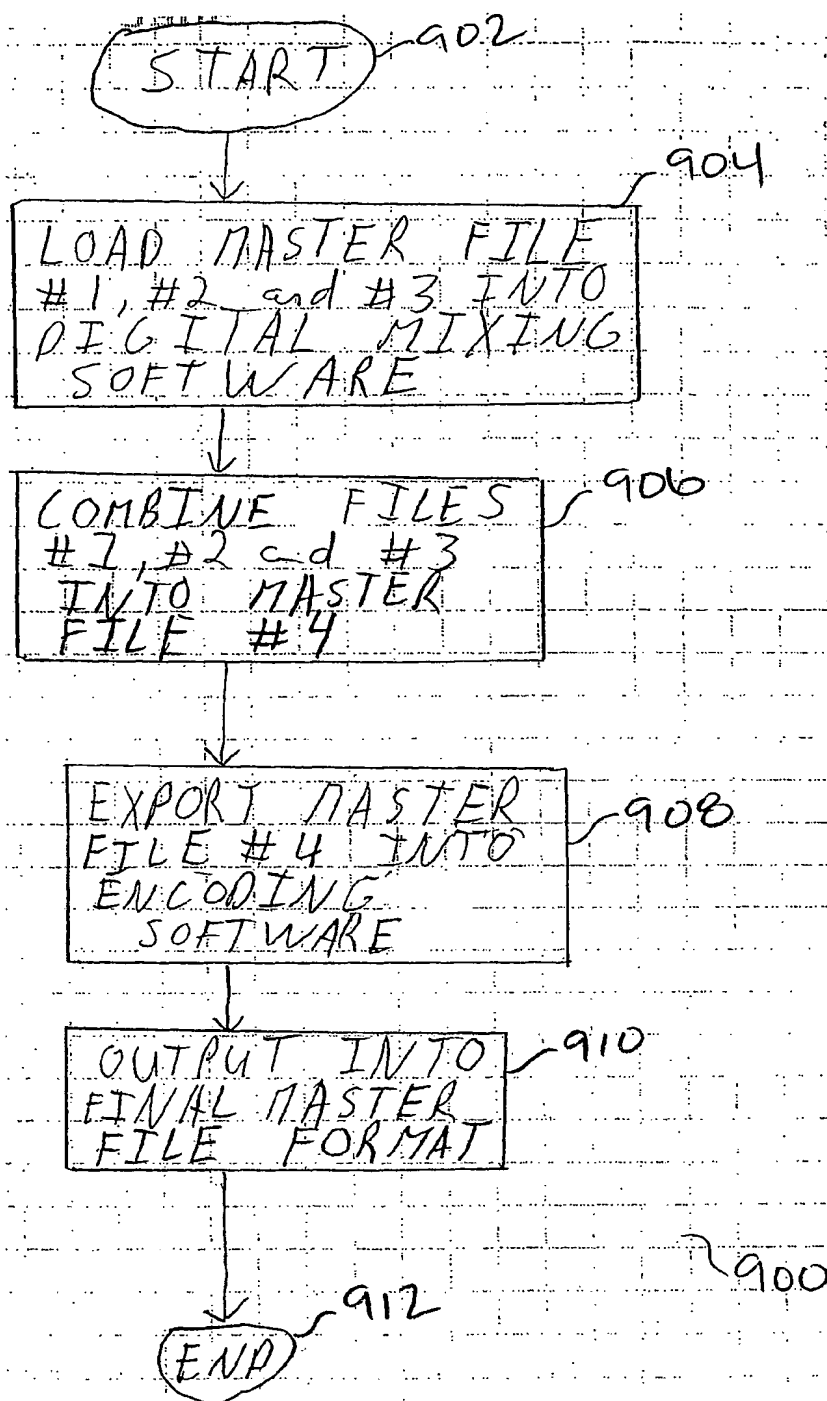 START
902
904
LOAD MASTER FILE
#1, #2 and #3 INTO
DIGITAL MIXING
SOFTWARE
906
COMBINE FILES
#1, #2 and #3
INTO MASTER
FILE #4
908
EXPORT MASTER
FILE #4 INTO
ENCODING
SOFTWARE
910
OUTPUT INTO
FINAL MASTER
FILE FORMAT
900
912
END